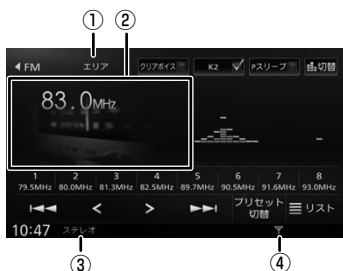 ① ②
FM エリア クリアボイス K2 Pスリープ 切替
83.0MHz
1 2 3 4 5 6 7 8
79.5MHz 80.0MHz 81.3MHz 82.5MHz 89.7MHz 90.5MHz 91.6MHz 93.0MHz
プリセット
切替 リスト
10:47 ステレオ
③ ④